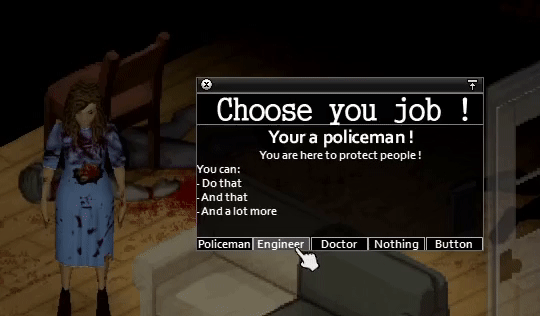 Choose you job !
Your a policeman !
You are here to protect people !
You can:
- Do that
- And that
- And a lot more
Policeman Engineer Doctor Nothing Button